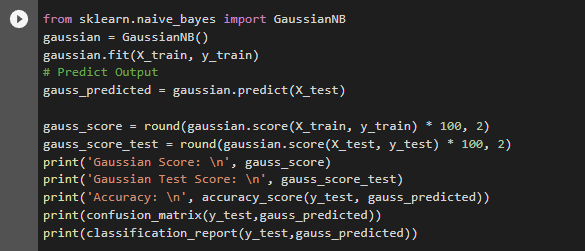 from sklearn.naive_bayes import GaussianNB
gaussian = GaussianNB()
gaussian.fit(X_train, y_train)
# Predict Output
gauss_predicted = gaussian.predict(X_test)

gauss_score = round(gaussian.score(X_train, y_train) * 100, 2)
gauss_score_test = round(gaussian.score(X_test, y_test) * 100, 2)
print('Gaussian Score: \n', gauss_score)
print('Gaussian Test Score: \n', gauss_score_test)
print('Accuracy: \n', accuracy_score(y_test, gauss_predicted))
print(confusion_matrix(y_test,gauss_predicted))
print(classification_report(y_test,gauss_predicted))